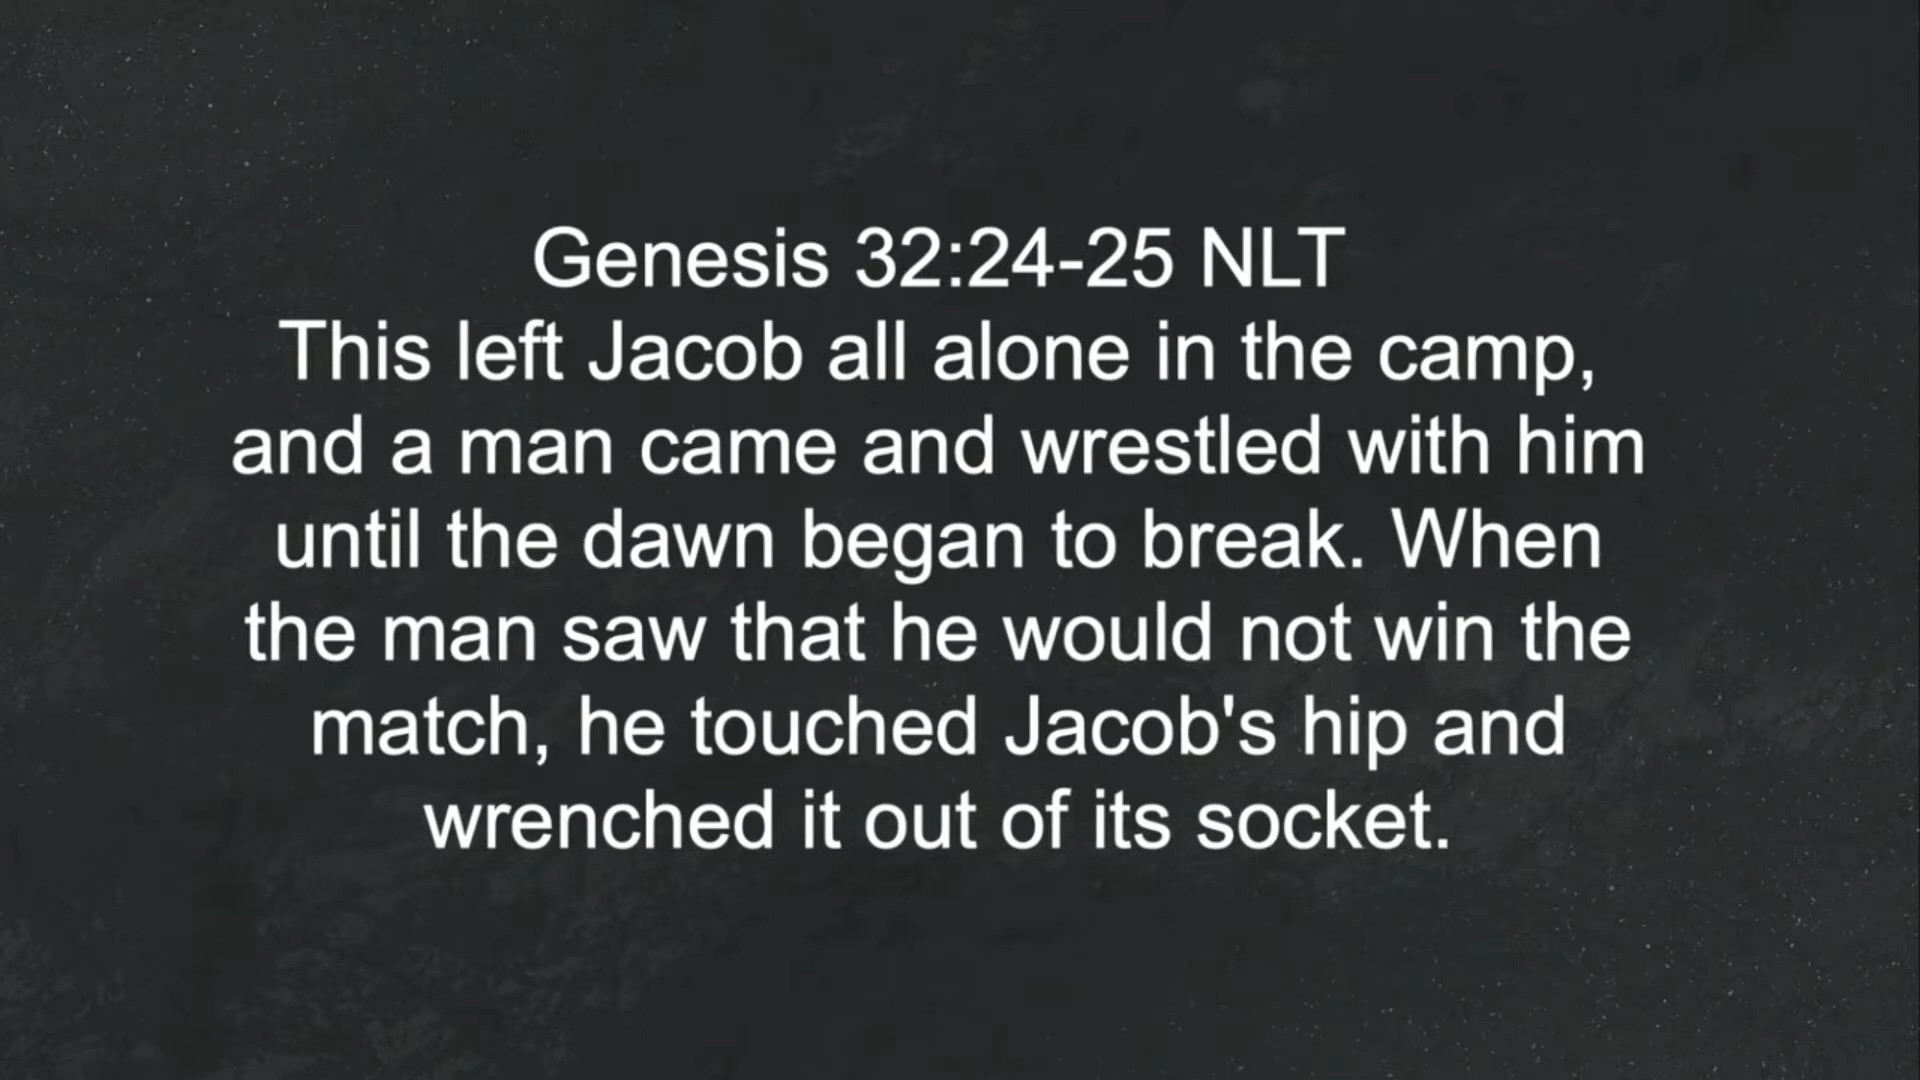 Genesis 32:24-25 NLT
This left Jacob all alone in the camp,
and a man came and wrestled with him
until the dawn began to break. When
the man saw that he would not win the
match, he touched Jacob's hip and
wrenched it out of its socket.